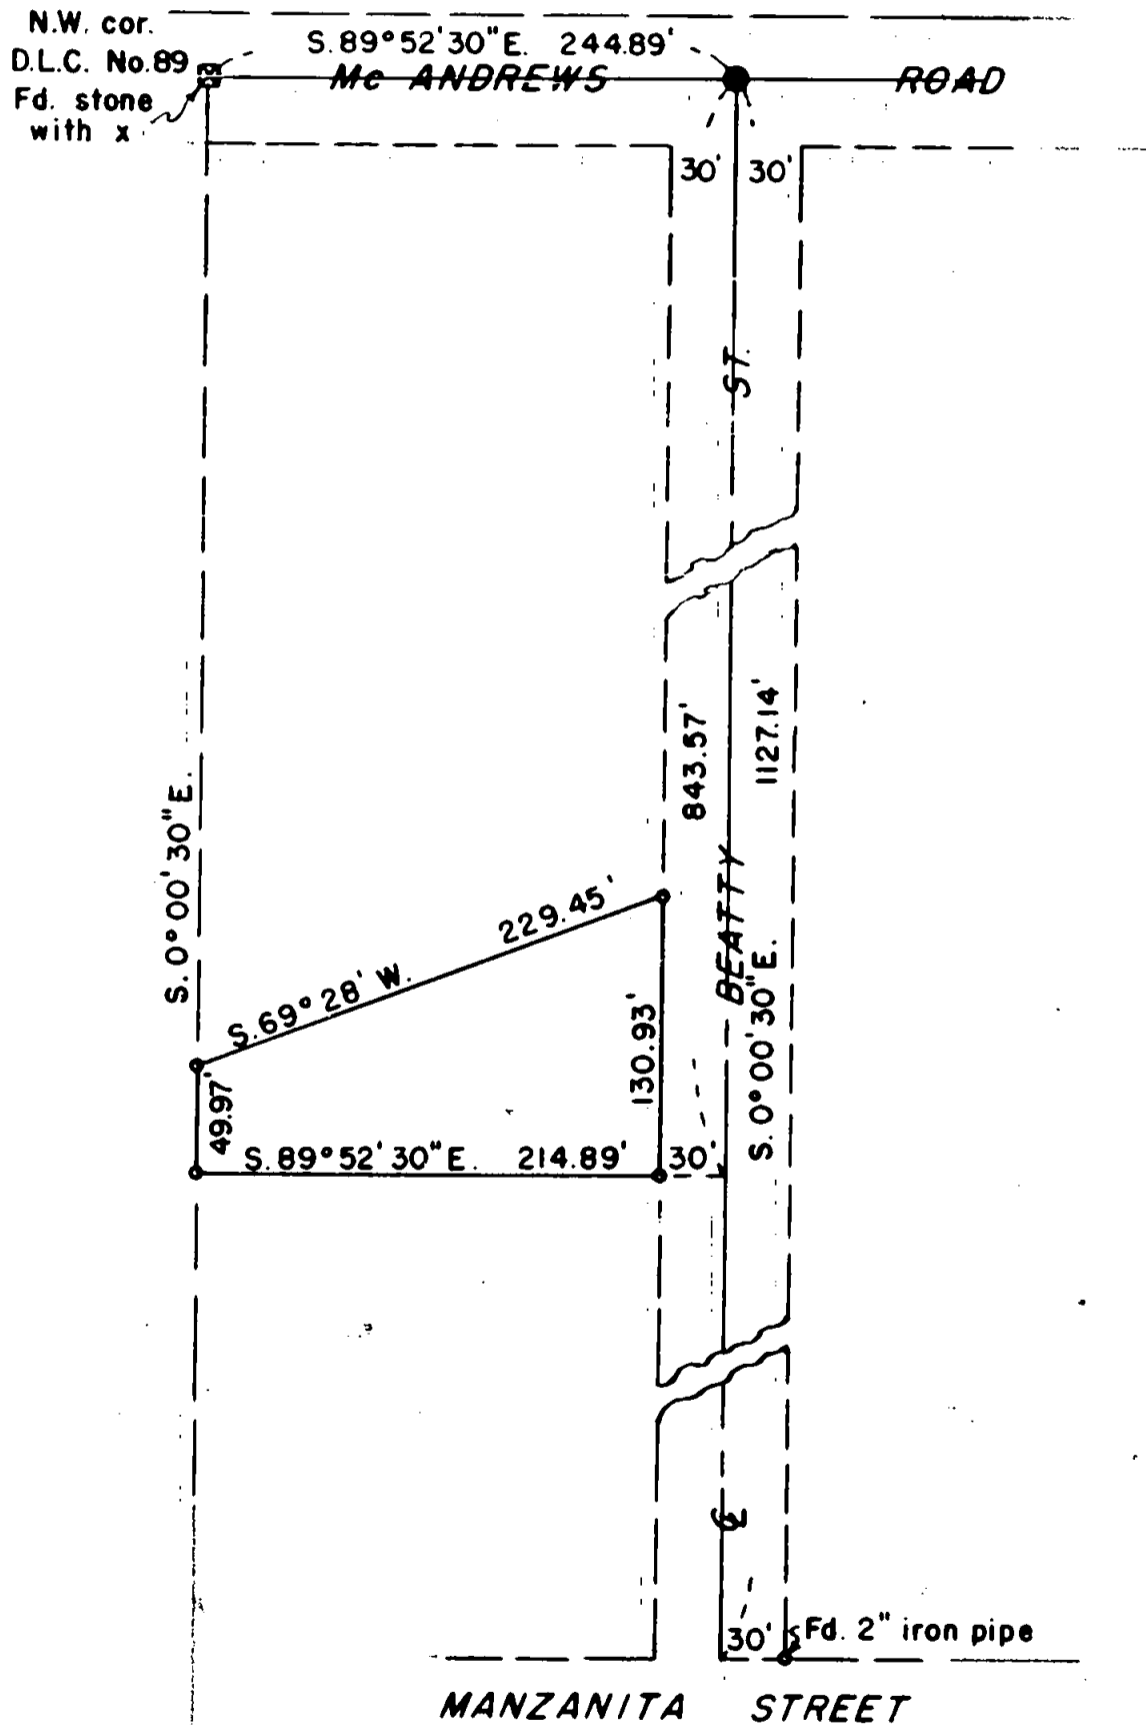 N.W. cor.
D.L.C. No.89
Fd. stone
with x
S.89°52'30"E. 244.89'
Mc ANDREWS ROAD
30' 30'
ST.
843.57'
1127.14'
S.0°00'30"E.
229.45'
S.69°28'W.
BEATTY
S.0°00'30"E.
130.93'
49.97'
S.89°52'30"E. 214.89'
30'
℄
30'
Fd. 2" iron pipe
MANZANITA STREET